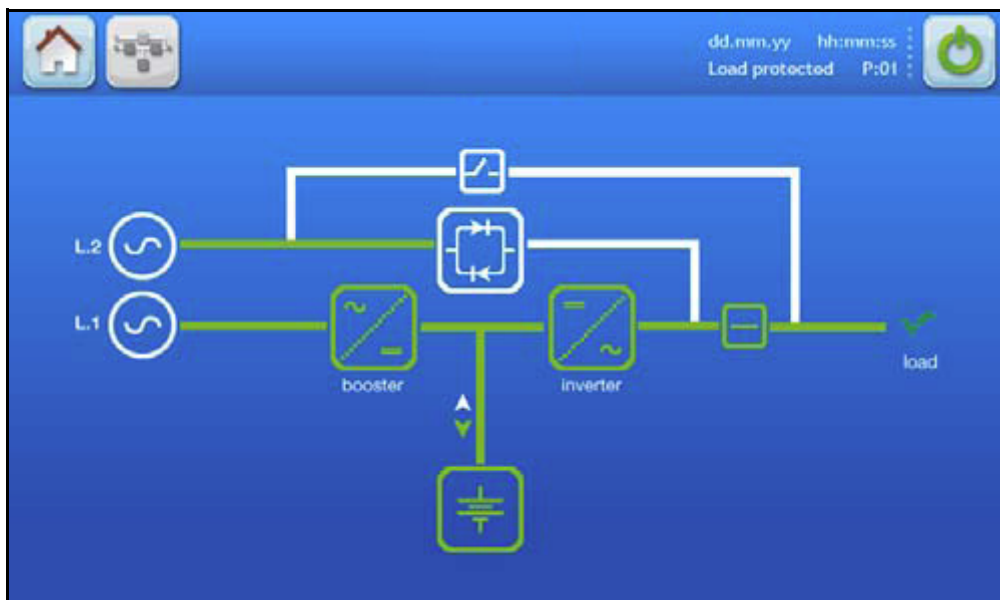 dd.mm.yy hh:mm:ss
Load protected P:01
L.2
L.1
booster
inverter
load